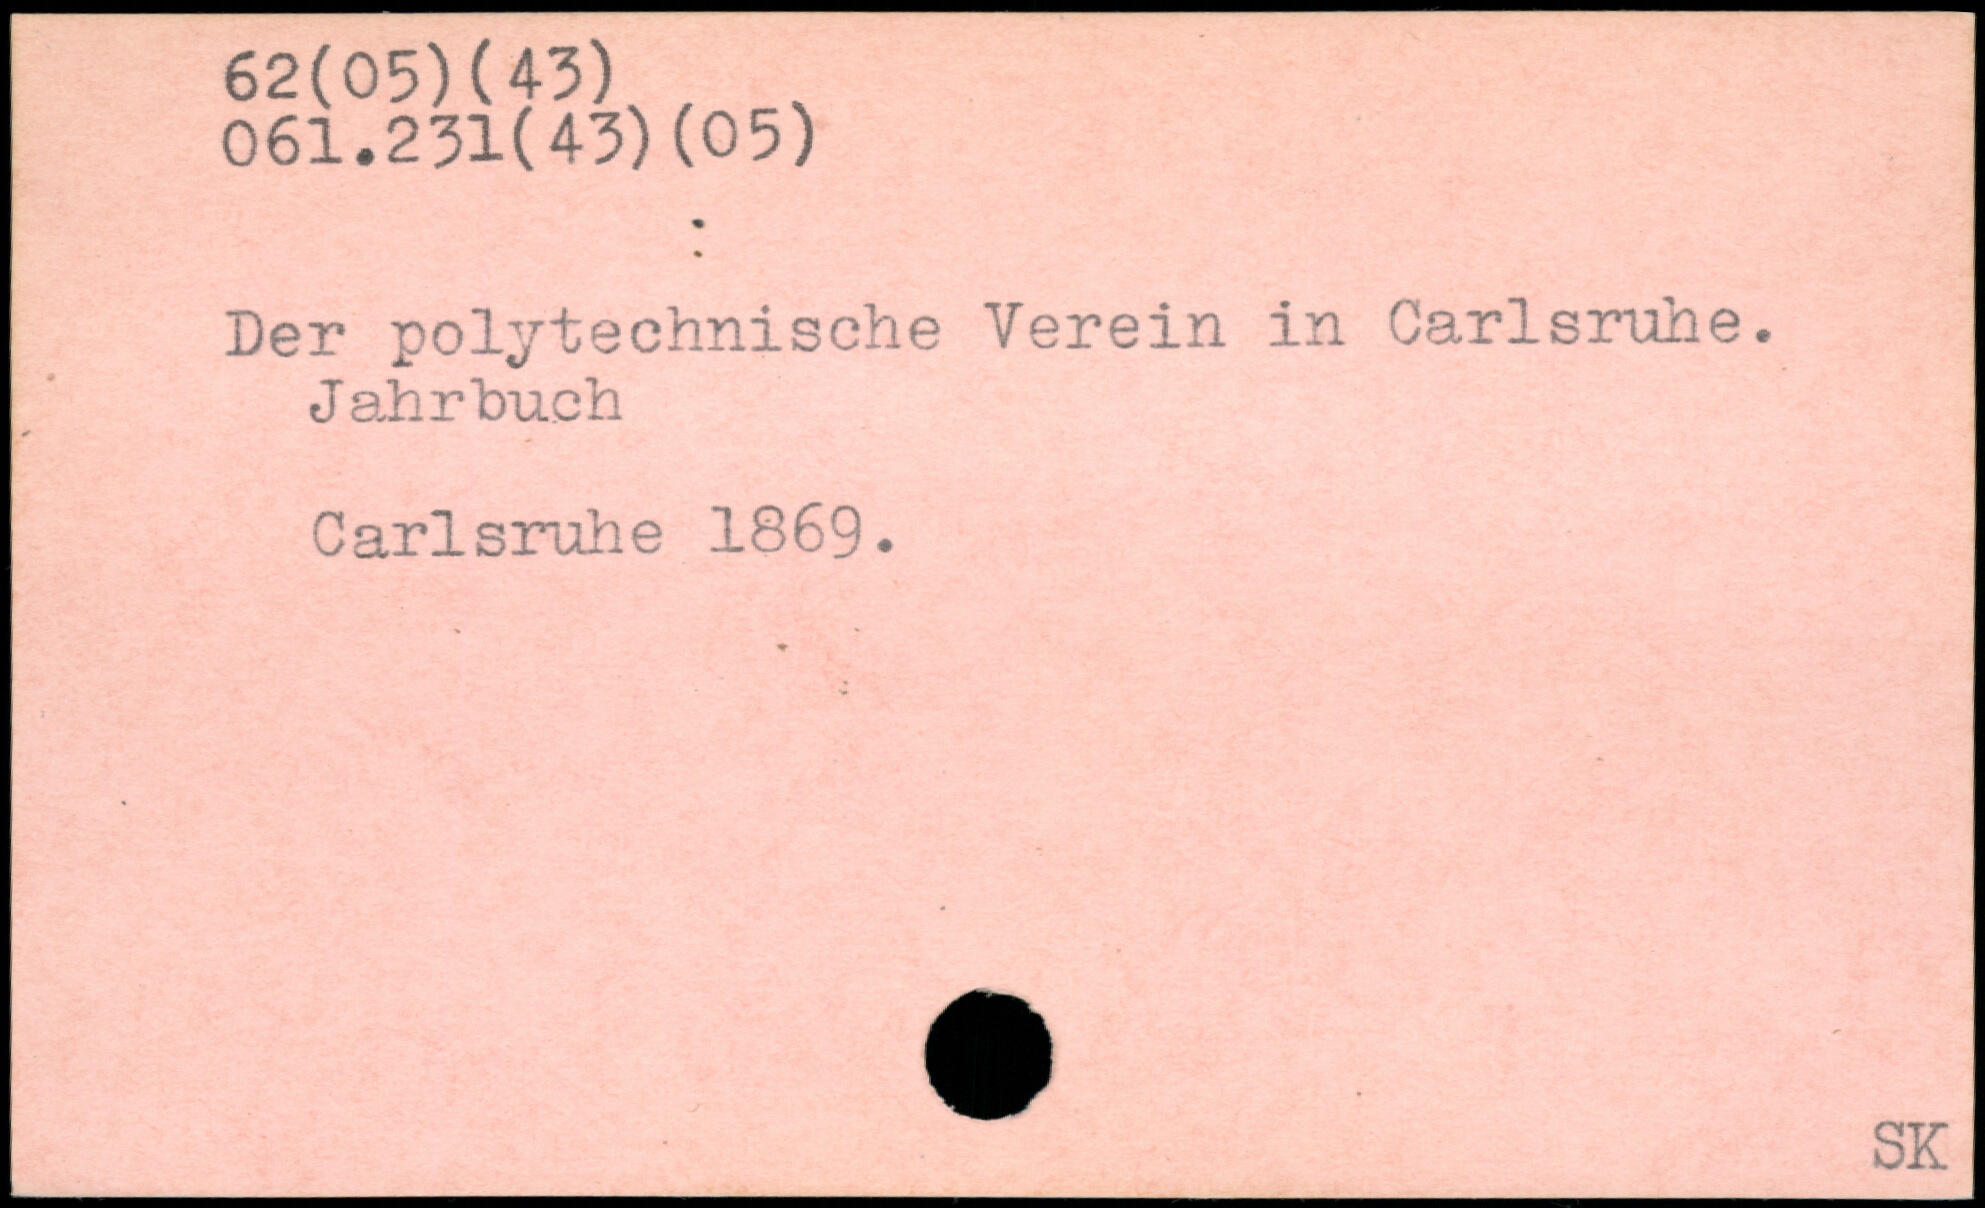 62(05)(43)
061.231(43)(05)
Der polytechnische Verein in Carlsruhe.
Jahrbuch
Carlsruhe 1869.
SK